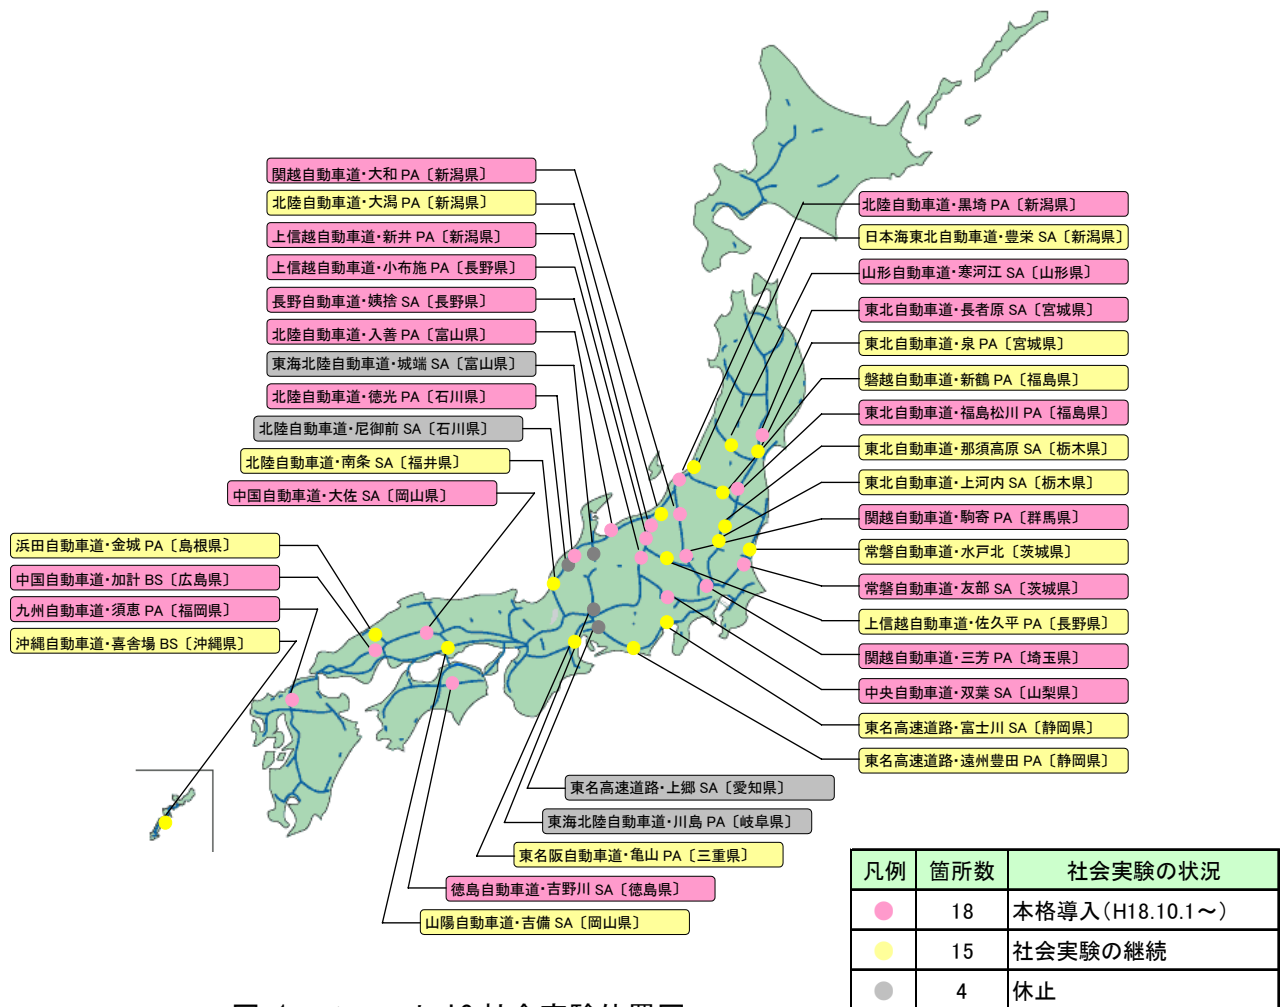 関越自動車道・大和 PA〔新潟県〕
北陸自動車道・大潟 PA〔新潟県〕
上信越自動車道・新井 PA〔新潟県〕
上信越自動車道・小布施 PA〔長野県〕
長野自動車道・姨捨 SA〔長野県〕
北陸自動車道・入善 PA〔富山県〕
東海北陸自動車道・城端 SA〔富山県〕
北陸自動車道・徳光 PA〔石川県〕
北陸自動車道・尼御前 SA〔石川県〕
北陸自動車道・南条 SA〔福井県〕
中国自動車道・大佐 SA〔岡山県〕
浜田自動車道・金城 PA〔島根県〕
中国自動車道・加計 BS〔広島県〕
九州自動車道・須恵 PA〔福岡県〕
沖縄自動車道・喜舎場 BS〔沖縄県〕
北陸自動車道・黒埼 PA〔新潟県〕
日本海東北自動車道・豊栄 SA〔新潟県〕
山形自動車道・寒河江 SA〔山形県〕
東北自動車道・長者原 SA〔宮城県〕
東北自動車道・泉 PA〔宮城県〕
磐越自動車道・新鶴 PA〔福島県〕
東北自動車道・福島松川 PA〔福島県〕
東北自動車道・那須高原 SA〔栃木県〕
東北自動車道・上河内 SA〔栃木県〕
関越自動車道・駒寄 PA〔群馬県〕
常磐自動車道・水戸北〔茨城県〕
常磐自動車道・友部 SA〔茨城県〕
上信越自動車道・佐久平 PA〔長野県〕
関越自動車道・三芳 PA〔埼玉県〕
中央自動車道・双葉 SA〔山梨県〕
東名高速道路・富士川 SA〔静岡県〕
東名高速道路・遠州豊田 PA〔静岡県〕
東名高速道路・上郷 SA〔愛知県〕
東海北陸自動車道・川島 PA〔岐阜県〕
東名阪自動車道・亀山 PA〔三重県〕
徳島自動車道・吉野川 SA〔徳島県〕
山陽自動車道・吉備 SA〔岡山県〕
凡例 箇所数 社会実験の状況
18 本格導入(H18.10.1～)
15 社会実験の継続
4 休止